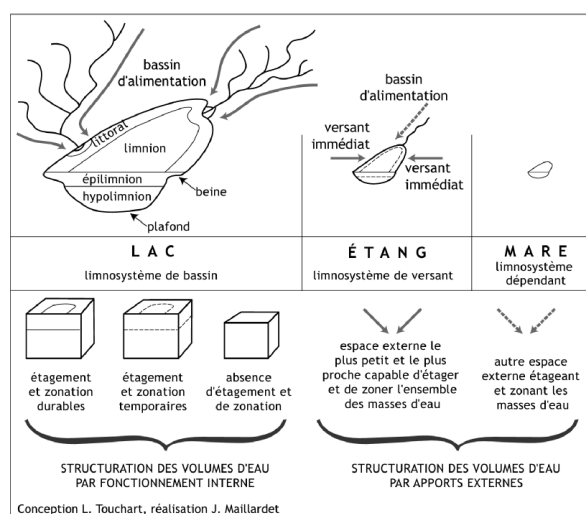 bassin
d'alimentation
littoral
limnion
épilimnion
hypolimnion
beine
plafond
bassin
d'alimentation
versant
immédiat
versant
immédiat
LAC
limnosystème de bassin
ÉTANG
limnosystème de versant
MARE
limnosystème
dépendant
étagement
et zonation
durables
étagement
et zonation
temporaires
absence
d'étagement et
de zonation
espace externe le
plus petit et le plus
proche capable d'étager
et de zoner l'ensemble
des masses d'eau
autre espace
externe étageant
et zonant les
masses d'eau
STRUCTURATION DES VOLUMES D'EAU
PAR FONCTIONNEMENT INTERNE
STRUCTURATION DES VOLUMES D'EAU
PAR APPORTS EXTERNES
Conception L. Touchart, réalisation J. Maillardet